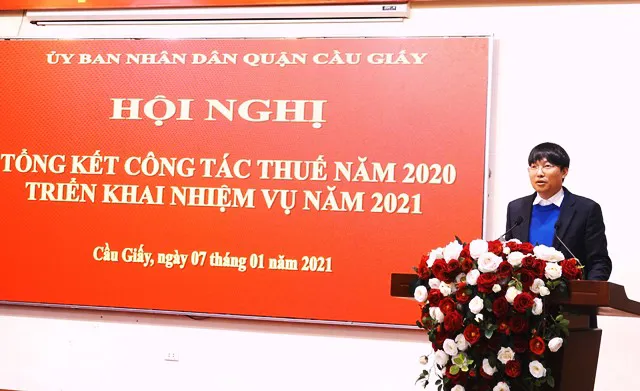 ỦY BAN NHÂN DÂN QUẬN CẦU GIẤY
HỘI NGHỊ
TỔNG KẾT CÔNG TÁC THUẾ NĂM 2020
TRIỂN KHAI NHIỆM VỤ NĂM 2021
Cầu Giấy, ngày 07 tháng 01 năm 2021